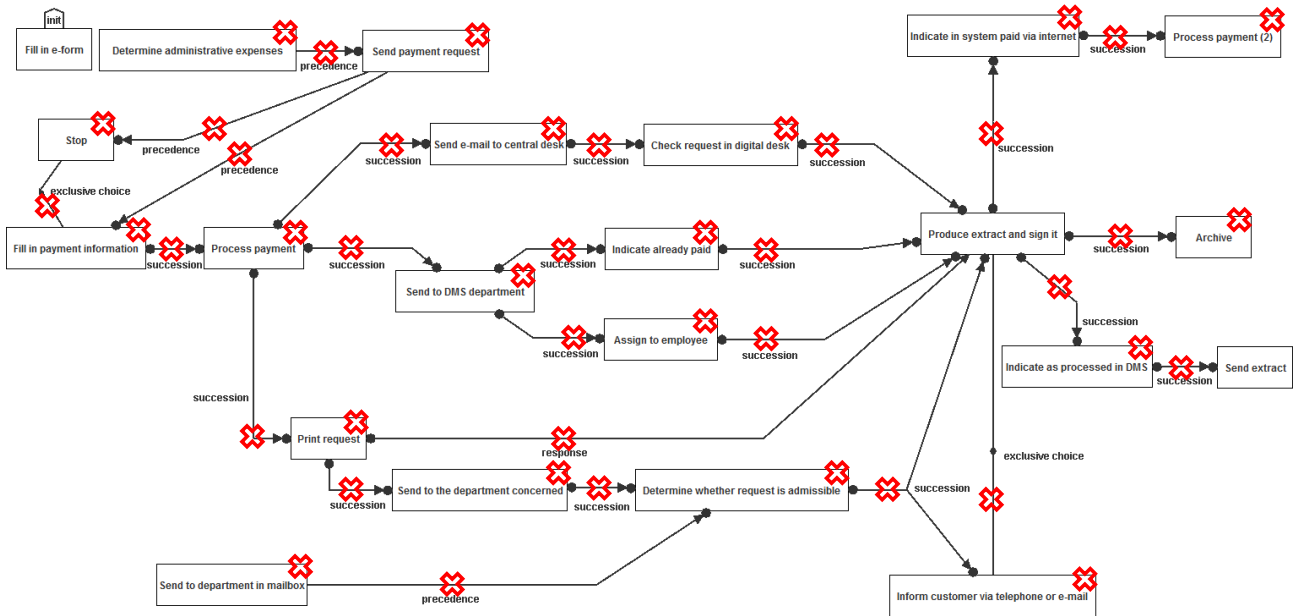 init
Fill in e-form
Determine administrative expenses
precedence
Send payment request
Indicate in system paid via internet
succession
Process payment (2)
Stop
precedence
precedence
exclusive choice
Send e-mail to central desk
succession
succession
Check request in digital desk
succession
succession
Fill in payment information
succession
Process payment
succession
Send to DMS department
succession
Indicate already paid
succession
Produce extract and sign it
succession
Archive
succession
Assign to employee
succession
succession
Indicate as processed in DMS
succession
Send extract
succession
Print request
response
succession
Send to the department concerned
succession
Determine whether request is admissible
succession
exclusive choice
Send to department in mailbox
precedence
Inform customer via telephone or e-mail